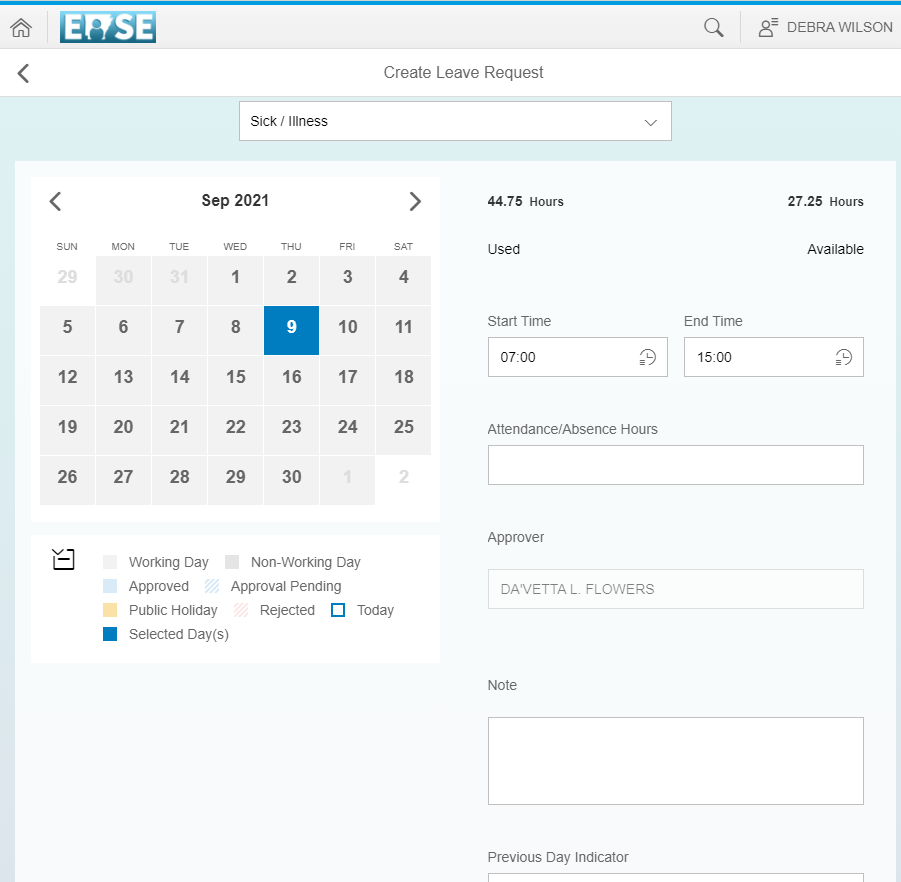 EPSE
DEBRA WILSON
Create Leave Request
Sick / Illness
Sep 2021
SUN MON TUE WED THU FRI SAT
29 30 31 1 2 3 4
5 6 7 8 9 10 11
12 13 14 15 16 17 18
19 20 21 22 23 24 25
26 27 28 29 30 1 2
Working Day Non-Working Day
Approved Approval Pending
Public Holiday Rejected Today
Selected Day(s)
44.75 Hours 27.25 Hours
Used Available
Start Time End Time
07:00 15:00
Attendance/Absence Hours
Approver
DA'VETTA L. FLOWERS
Note
Previous Day Indicator